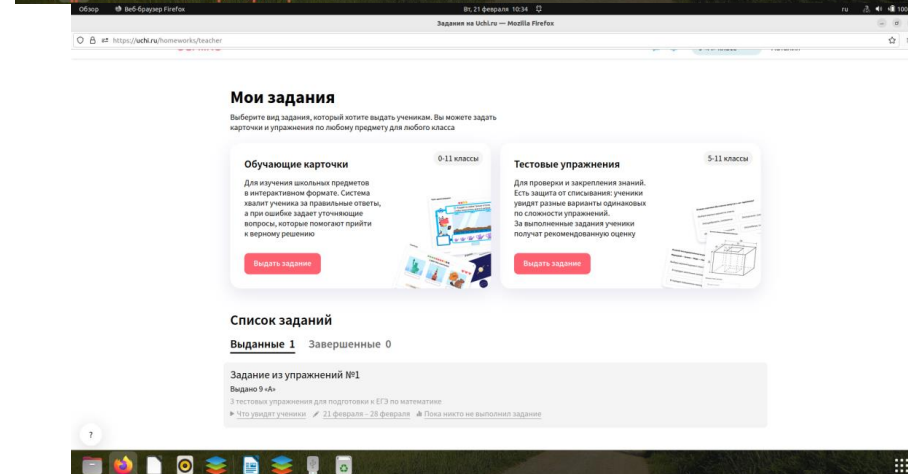 Обзор
Веб-браузер Firefox
Вт, 21 февраля 10:34
ru
100
Задания на Uchi.ru — Mozilla Firefox
https://uchi.ru/homeworks/teacher
Мои задания
Выберите вид задания, который хотите выдать ученикам. Вы можете задать
карточки и упражнения по любому предмету для любого класса
Обучающие карточки
0-11 классы
Для изучения школьных предметов
в интерактивном формате. Система
хвалит ученика за правильные ответы,
а при ошибке задает уточняющие
вопросы, которые помогают прийти
к верному решению
Выдать задание
Тестовые упражнения
5-11 классы
Для проверки и закрепления знаний.
Есть защита от списывания: ученики
увидят разные варианты одинаковых
по сложности упражнений.
За выполненные задания ученики
получат рекомендованную оценку
Выдать задание
Список заданий
Выданные 1 Завершенные 0
Задание из упражнений №1
Выдано 9 «А»
3 тестовых упражнения для подготовки к ЕГЭ по математике
Что увидят ученики 21 февраля – 28 февраля Пока никто не выполнил задание
?